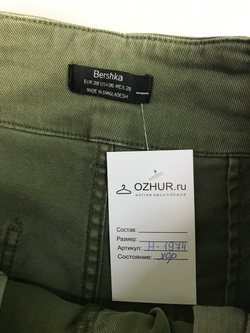 Bershka
EUR 38 USA 06 MEX 28
MADE IN BANGLADESH
OZHUR.ru
online secondhand
Состав:
Размер:
Артикул: Н-1974
Состояние: хор